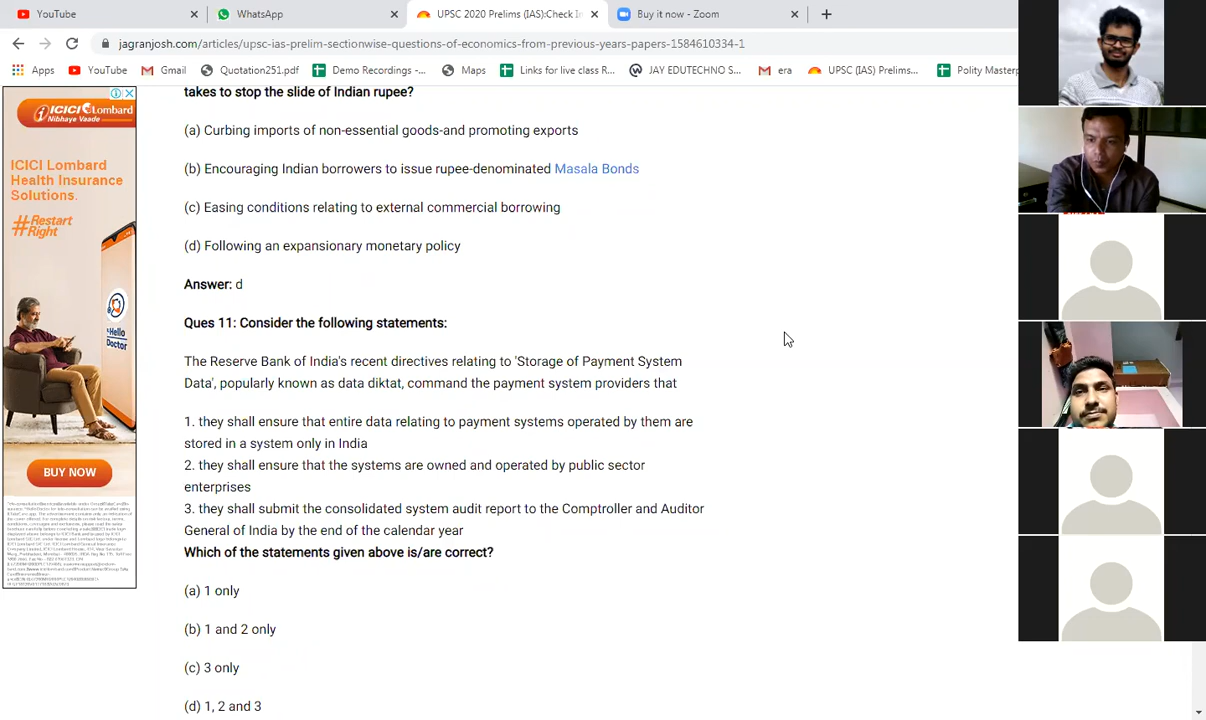 YouTube
WhatsApp
UPSC 2020 Prelims (IAS):Check In
Buy it now - Zoom
jagranjosh.com/articles/upsc-ias-prelim-sectionwise-questions-of-economics-from-previous-years-papers-1584610334-1
Apps YouTube Gmail Quotation251.pdf Demo Recordings -... Maps Links for live class R... JAY EDUTECHNO S... era UPSC (IAS) Prelims... Polity Masterp
ICICI Lombard
Nibhaye Vaade
ICICI Lombard
Health Insurance
Solutions.
#Restart
Right
Hello
Doctor
BUY NOW
takes to stop the slide of Indian rupee?
(a) Curbing imports of non-essential goods-and promoting exports
(b) Encouraging Indian borrowers to issue rupee-denominated Masala Bonds
(c) Easing conditions relating to external commercial borrowing
(d) Following an expansionary monetary policy
Answer: d
Ques 11: Consider the following statements:
The Reserve Bank of India's recent directives relating to 'Storage of Payment System
Data', popularly known as data diktat, command the payment system providers that
1. they shall ensure that entire data relating to payment systems operated by them are
stored in a system only in India
2. they shall ensure that the systems are owned and operated by public sector
enterprises
3. they shall submit the consolidated system audit report to the Comptroller and Auditor
General of India by the end of the calendar year
Which of the statements given above is/are correct?
(a) 1 only
(b) 1 and 2 only
(c) 3 only
(d) 1, 2 and 3